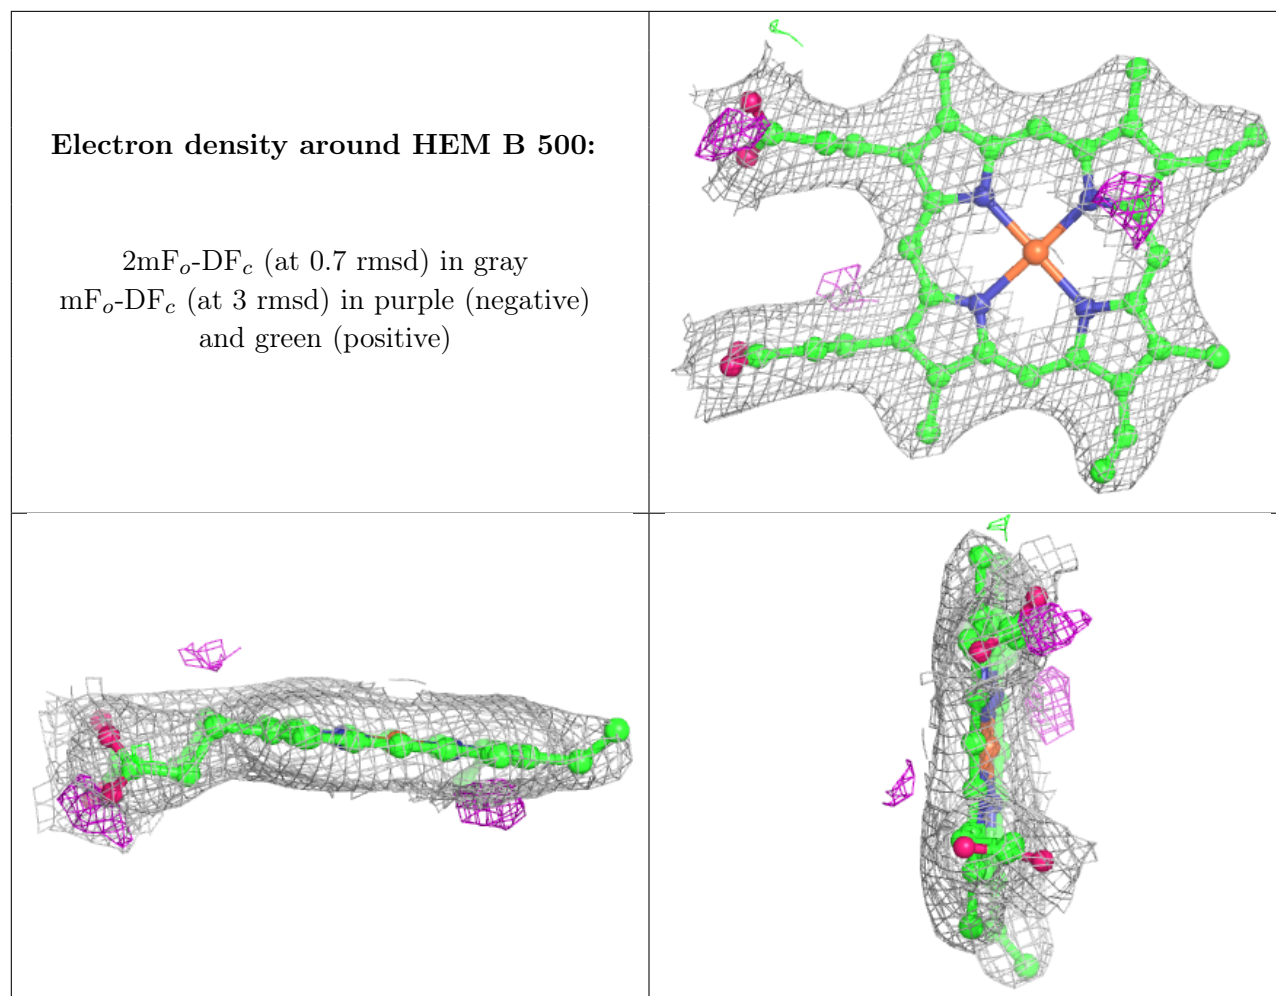 Electron density around HEM B 500:
2mFo-DFc (at 0.7 rmsd) in gray
mFo-DFc (at 3 rmsd) in purple (negative)
and green (positive)